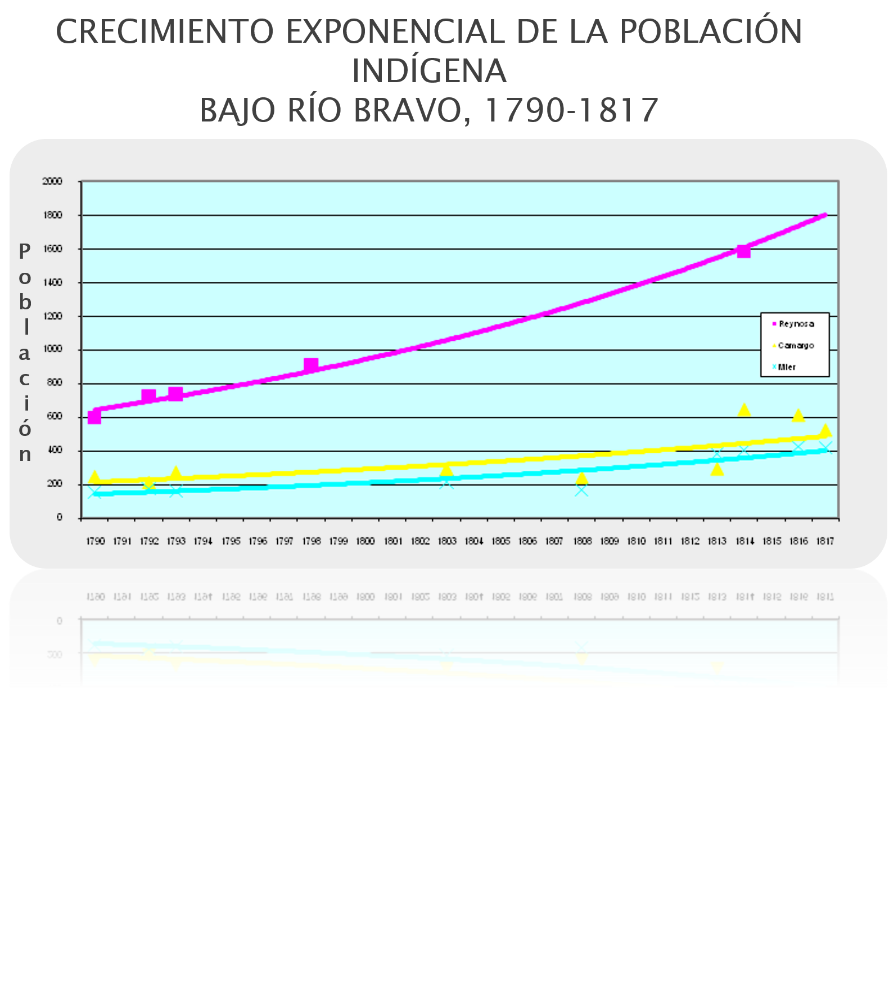 CRECIMIENTO EXPONENCIAL DE LA POBLACIÓN
INDÍGENA
BAJO RÍO BRAVO, 1790-1817
Población
2000
1800
1600
1400
1200
1000
800
600
400
200
0
Reynosa
Camargo
Mier
1790 1791 1792 1793 1794 1795 1796 1797 1798 1799 1800 1801 1802 1803 1804 1805 1806 1807 1808 1809 1810 1811 1812 1813 1814 1815 1816 1817